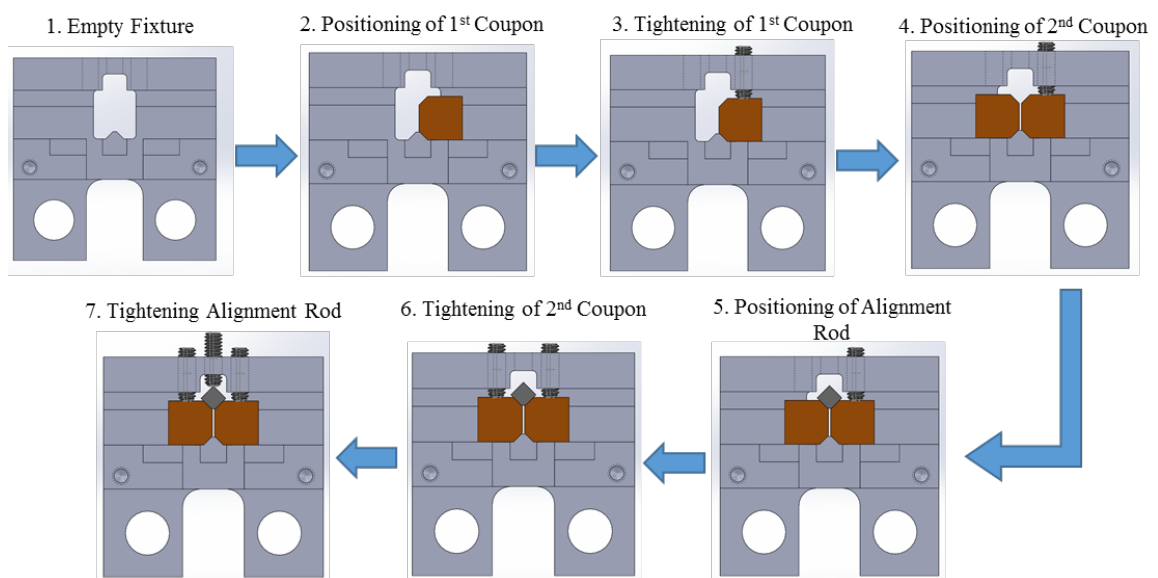 1. Empty Fixture
2. Positioning of 1st Coupon
3. Tightening of 1st Coupon
4. Positioning of 2nd Coupon
7. Tightening Alignment Rod
6. Tightening of 2nd Coupon
5. Positioning of Alignment
Rod